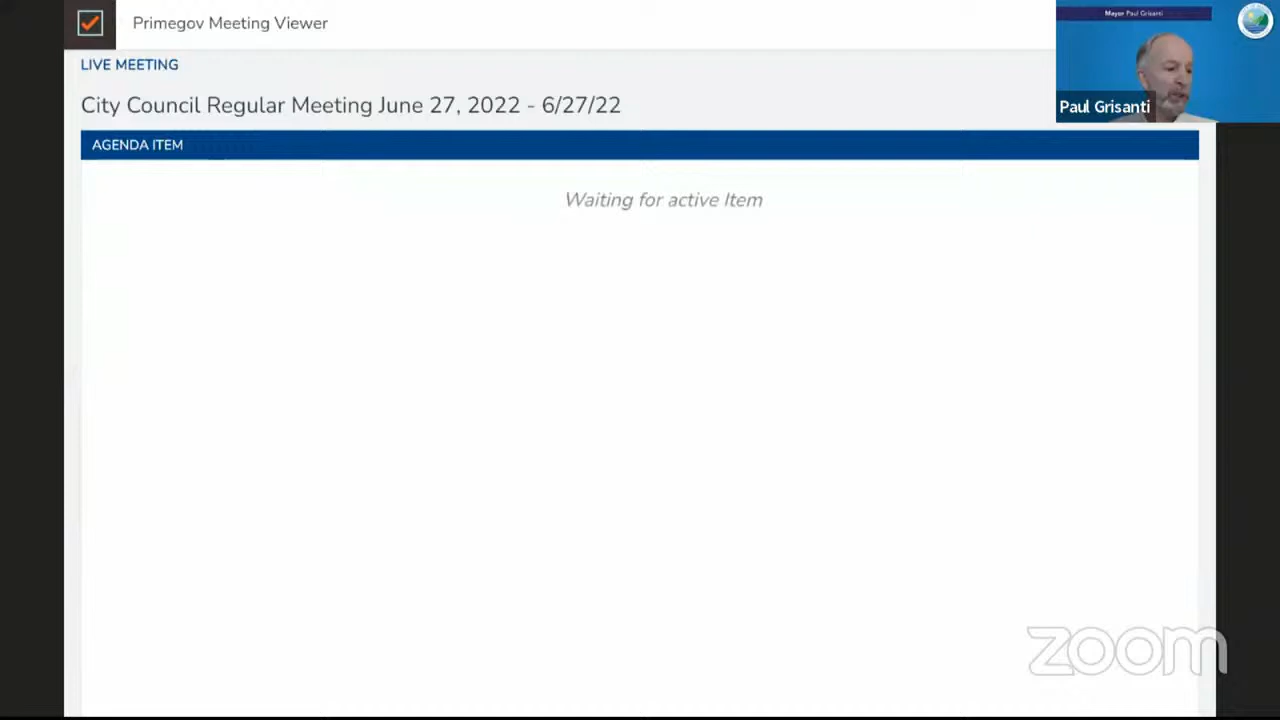 Primegov Meeting Viewer
Mayor Paul Grisanti
LIVE MEETING
City Council Regular Meeting June 27, 2022 - 6/27/22
Paul Grisanti
AGENDA ITEM
Waiting for active Item
zoom